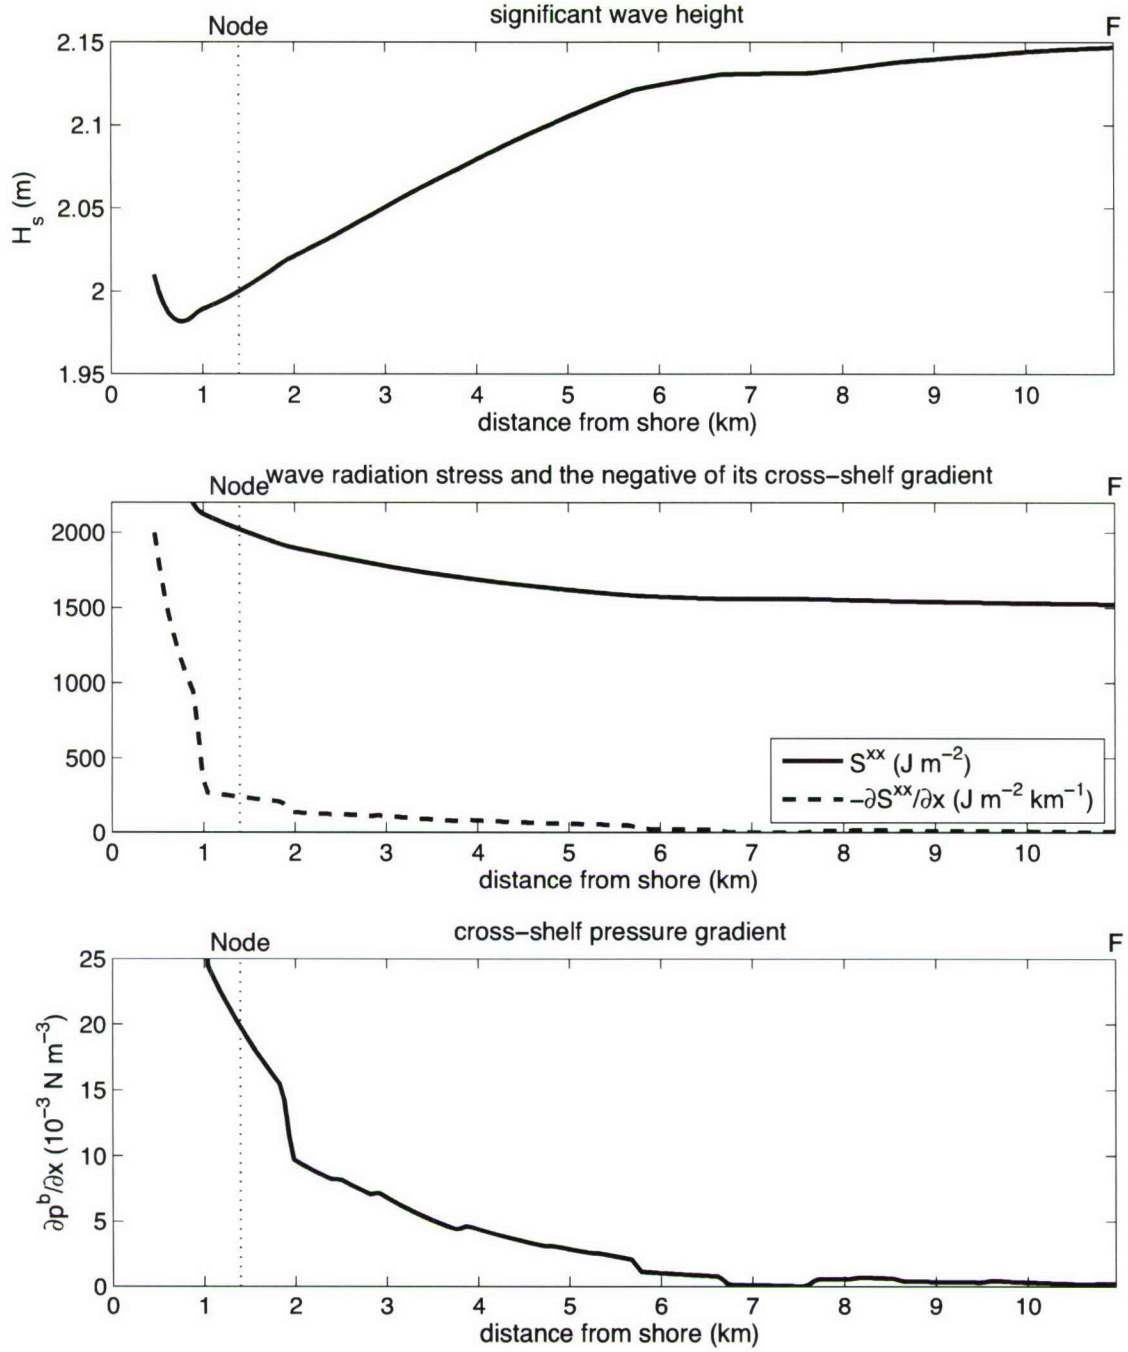 significant wave height
Node
F
2.15
2.1
2.05
2
1.95
H_s (m)
0 1 2 3 4 5 6 7 8 9 10
distance from shore (km)
wave radiation stress and the negative of its cross−shelf gradient
Node
F
2000
1500
1000
500
0
S^xx (J m^−2)
−∂S^xx/∂x (J m^−2 km^−1)
0 1 2 3 4 5 6 7 8 9 10
distance from shore (km)
cross−shelf pressure gradient
Node
F
25
20
15
10
5
0
∂p^b/∂x (10^−3 N m^−3)
0 1 2 3 4 5 6 7 8 9 10
distance from shore (km)